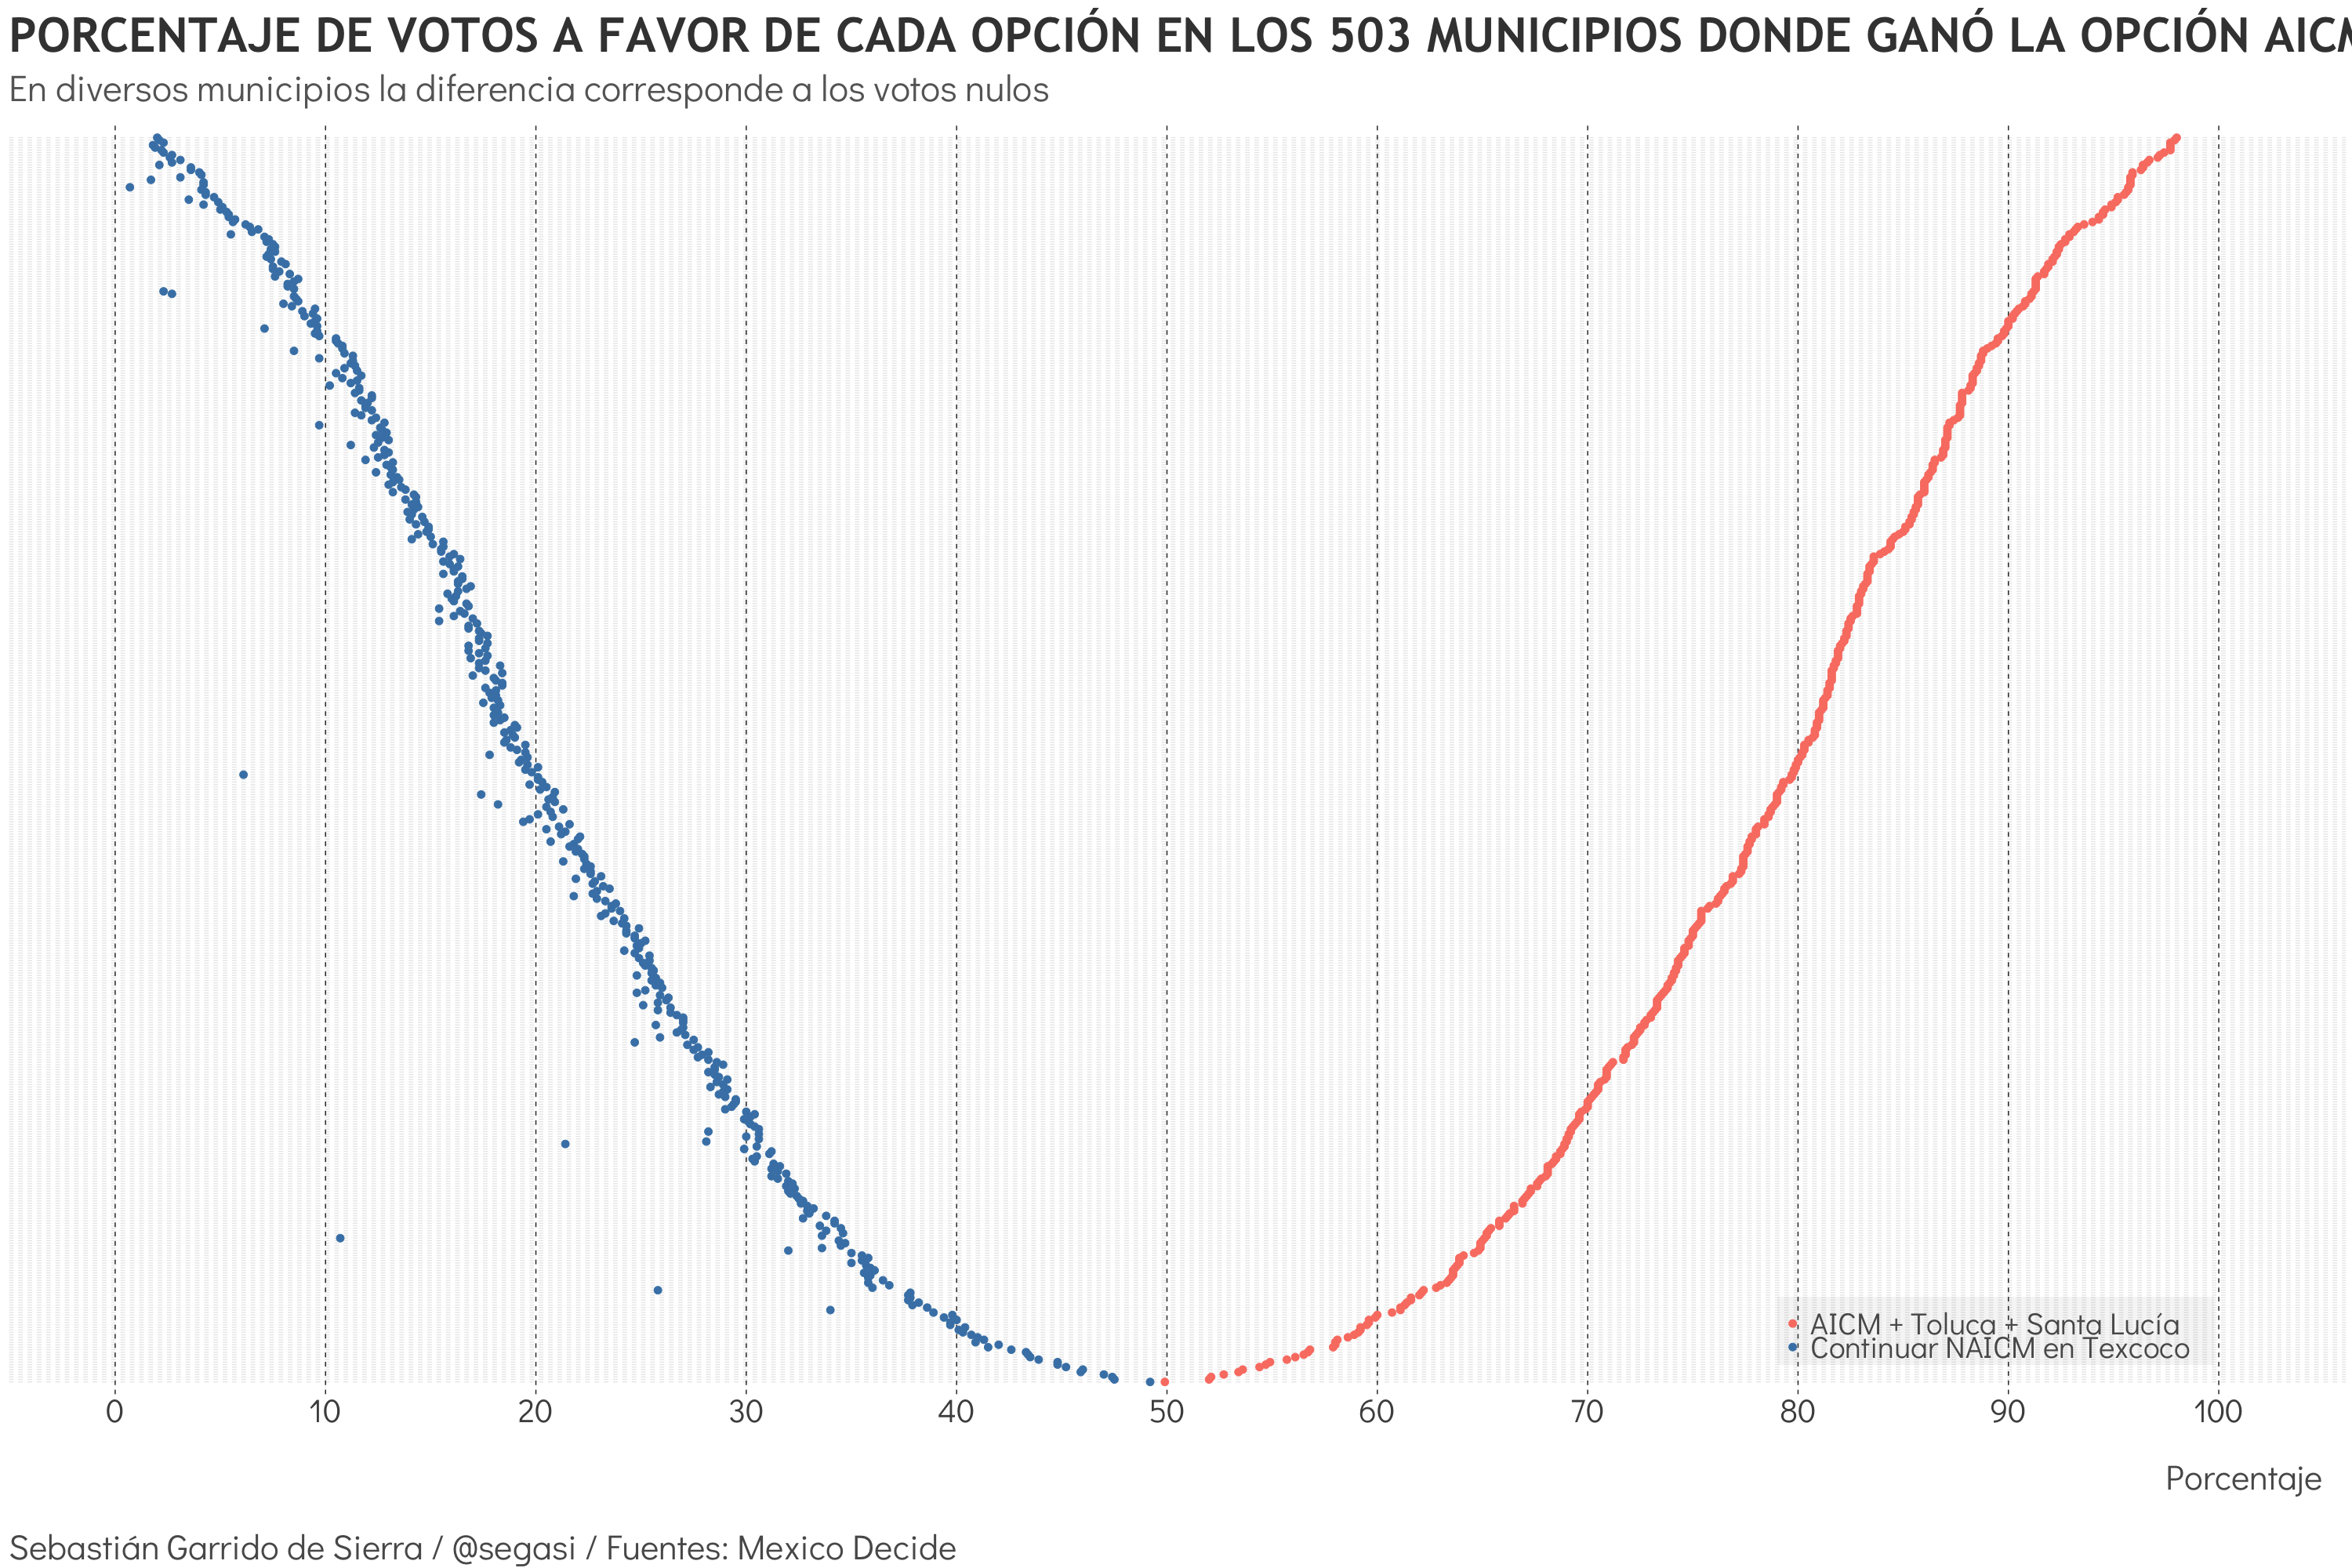 PORCENTAJE DE VOTOS A FAVOR DE CADA OPCIÓN EN LOS 503 MUNICIPIOS DONDE GANÓ LA OPCIÓN AICM
En diversos municipios la diferencia corresponde a los votos nulos
AICM + Toluca + Santa Lucía
Continuar NAICM en Texcoco
0 10 20 30 40 50 60 70 80 90 100
Porcentaje
Sebastián Garrido de Sierra / @segasi / Fuentes: Mexico Decide